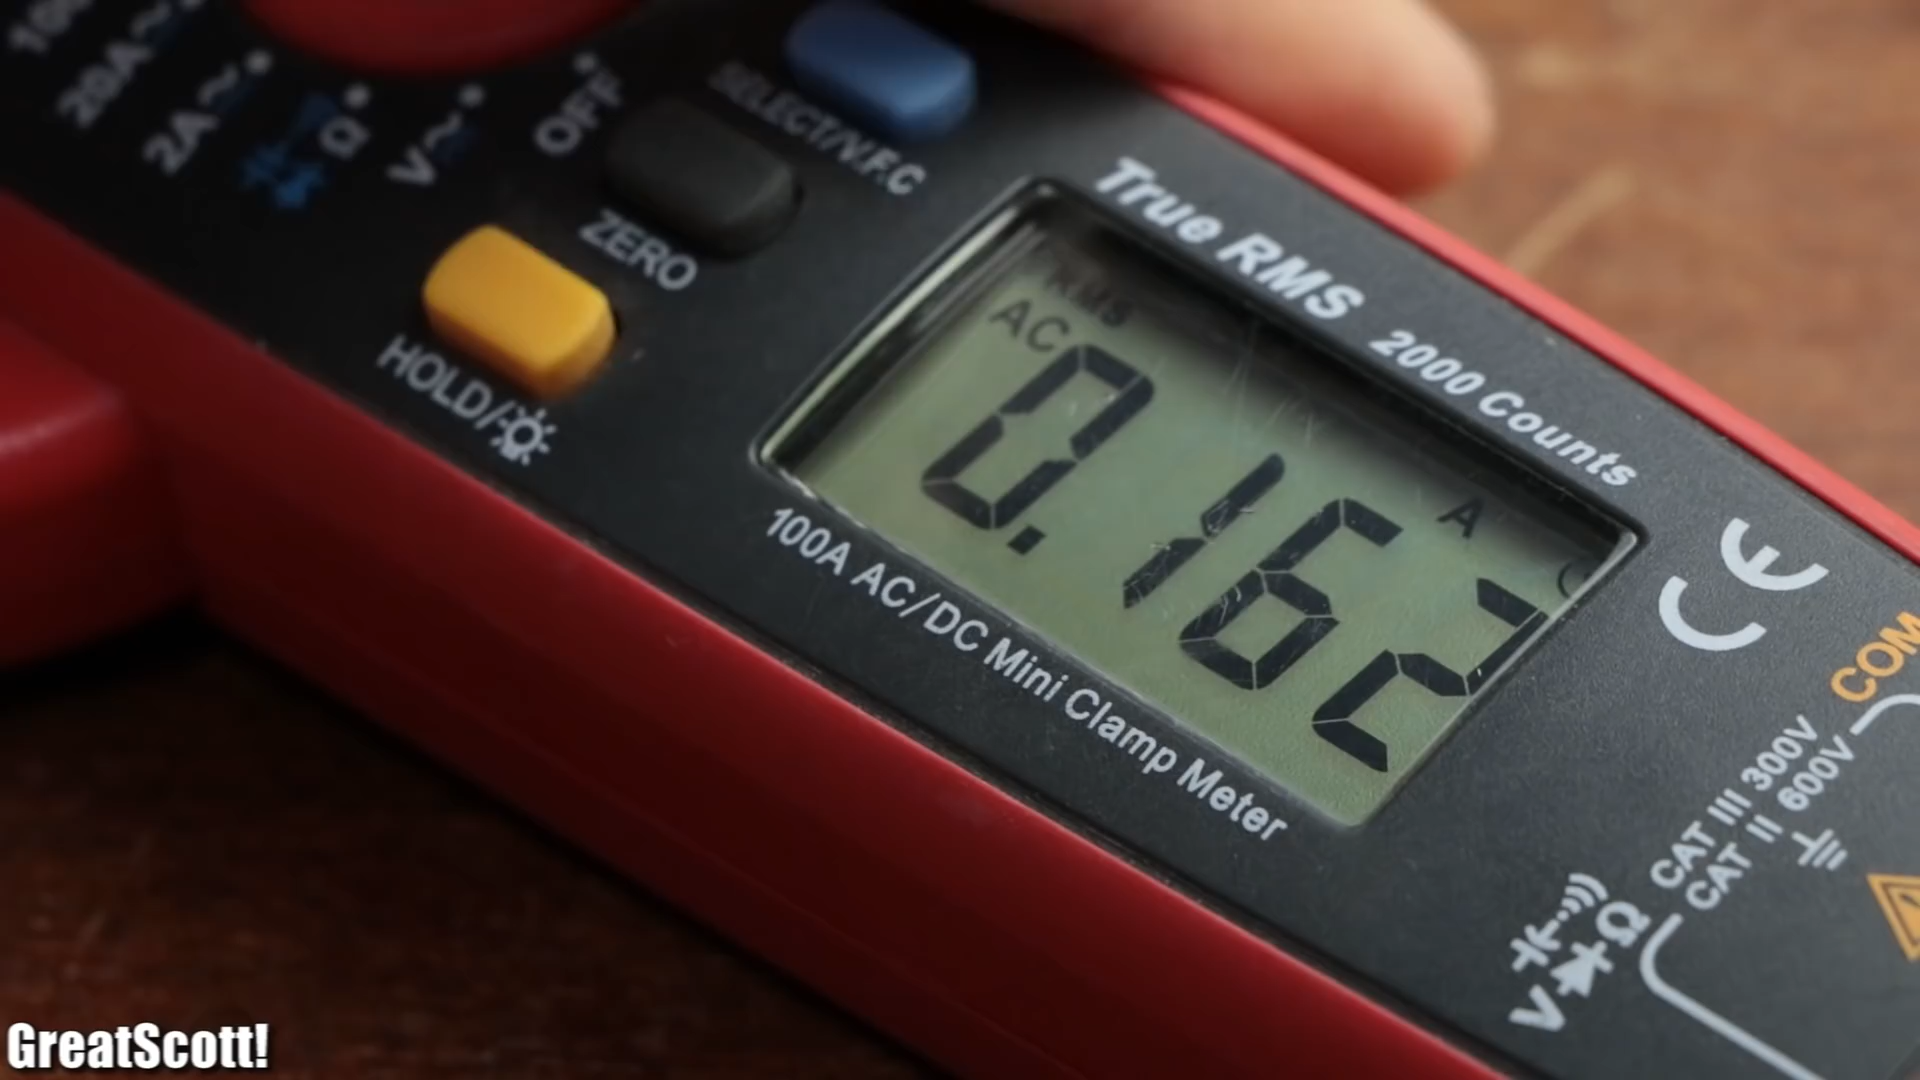 20A
2A
Ω
V
OFF
SELECT/V.F.C
ZERO
HOLD/
True RMS 2000 Counts
RMS
AC
0.162
A
100A AC/DC Mini Clamp Meter
CE
COM
CAT III 300V
CAT II 600V
VΩ
GreatScott!